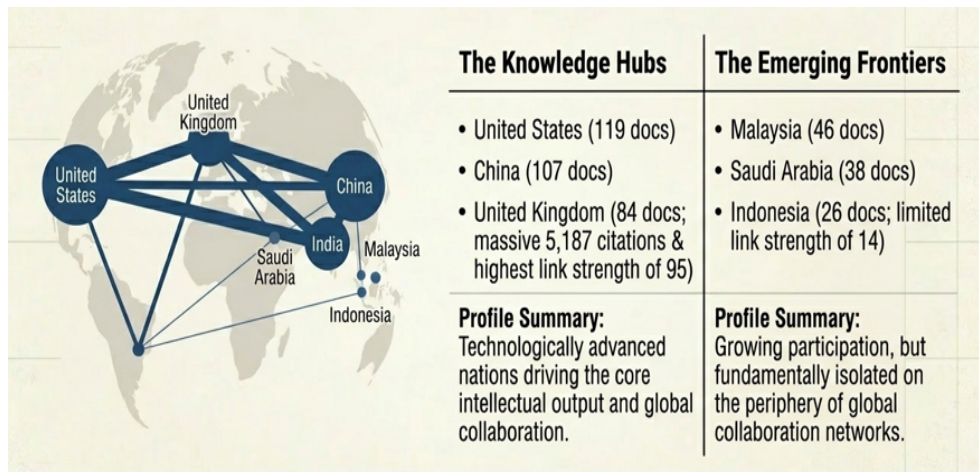 United
Kingdom
United
States
China
India
Saudi
Arabia
Malaysia
Indonesia
The Knowledge Hubs
• United States (119 docs)
• China (107 docs)
• United Kingdom (84 docs;
massive 5,187 citations &
highest link strength of 95)
Profile Summary:
Technologically advanced
nations driving the core
intellectual output and global
collaboration.
The Emerging Frontiers
• Malaysia (46 docs)
• Saudi Arabia (38 docs)
• Indonesia (26 docs; limited
link strength of 14)
Profile Summary:
Growing participation, but
fundamentally isolated on
the periphery of global
collaboration networks.